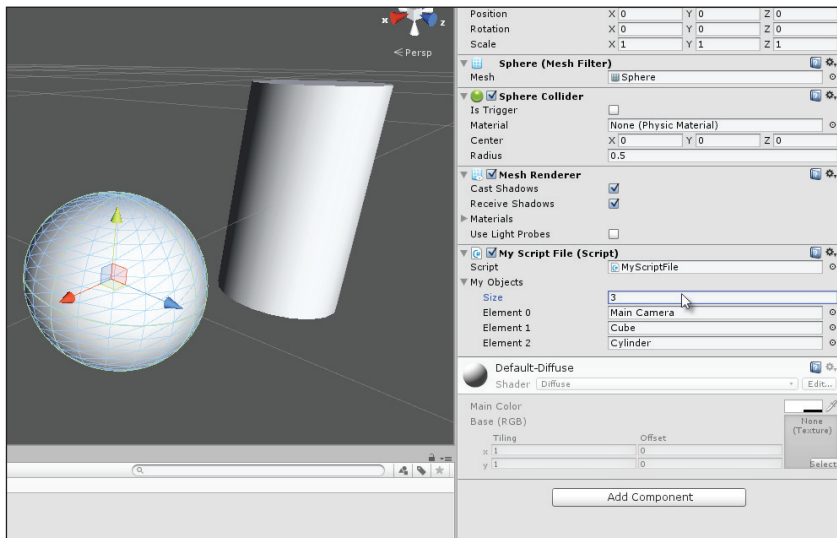 x
z
Persp
Position X 0 Y 0 Z 0
Rotation X 0 Y 0 Z 0
Scale X 1 Y 1 Z 1
Sphere (Mesh Filter)
Mesh Sphere
Sphere Collider
Is Trigger
Material None (Physic Material)
Center X 0 Y 0 Z 0
Radius 0.5
Mesh Renderer
Cast Shadows
Receive Shadows
Materials
Use Light Probes
My Script File (Script)
Script MyScriptFile
My Objects
Size 3
Element 0 Main Camera
Element 1 Cube
Element 2 Cylinder
Default-Diffuse
Shader Diffuse Edit...
Main Color
Base (RGB)
None
(Texture)
Tiling Offset
x 1 0
y 1 0
Select
Add Component